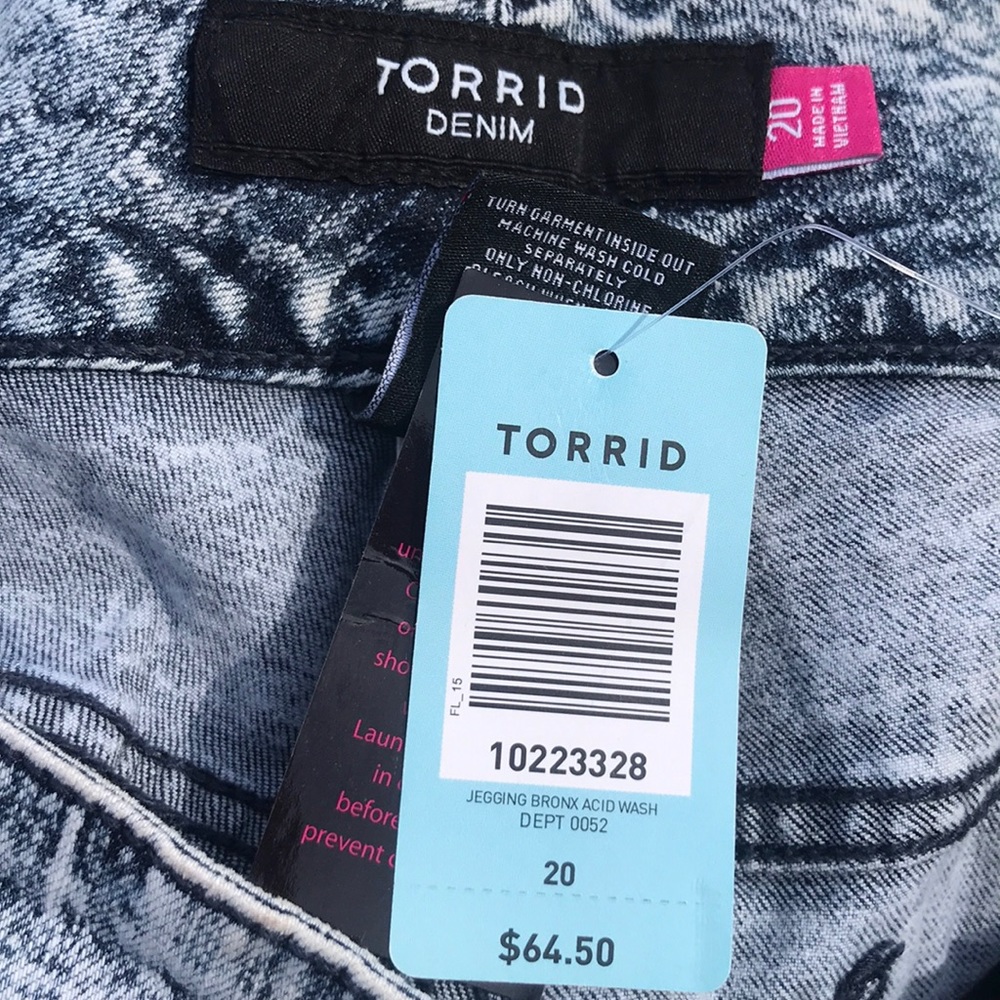 TORRID
DENIM
20
MADE IN
VIETNAM
TURN GARMENT INSIDE OUT
MACHINE WASH COLD
SEPARATELY
ONLY NON-CHLORINE
TORRID
FL_15
10223328
JEGGING BRONX ACID WASH
DEPT 0052
20
$64.50
sho
Laun
in
before
prevent